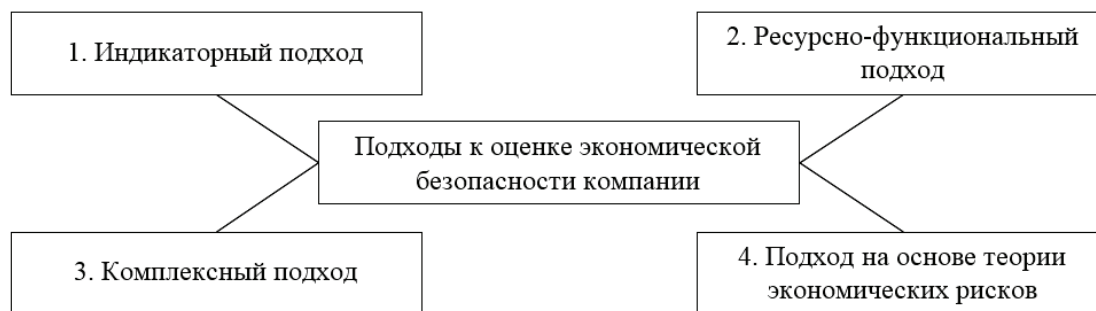 1. Индикаторный подход
2. Ресурсно-функциональный
подход
Подходы к оценке экономической
безопасности компании
3. Комплексный подход
4. Подход на основе теории
экономических рисков